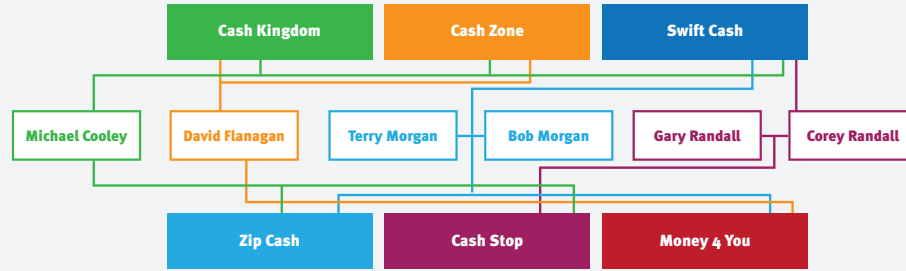 Cash Kingdom
Cash Zone
Swift Cash
Michael Cooley
David Flanagan
Terry Morgan
Bob Morgan
Gary Randall
Corey Randall
Zip Cash
Cash Stop
Money 4 You